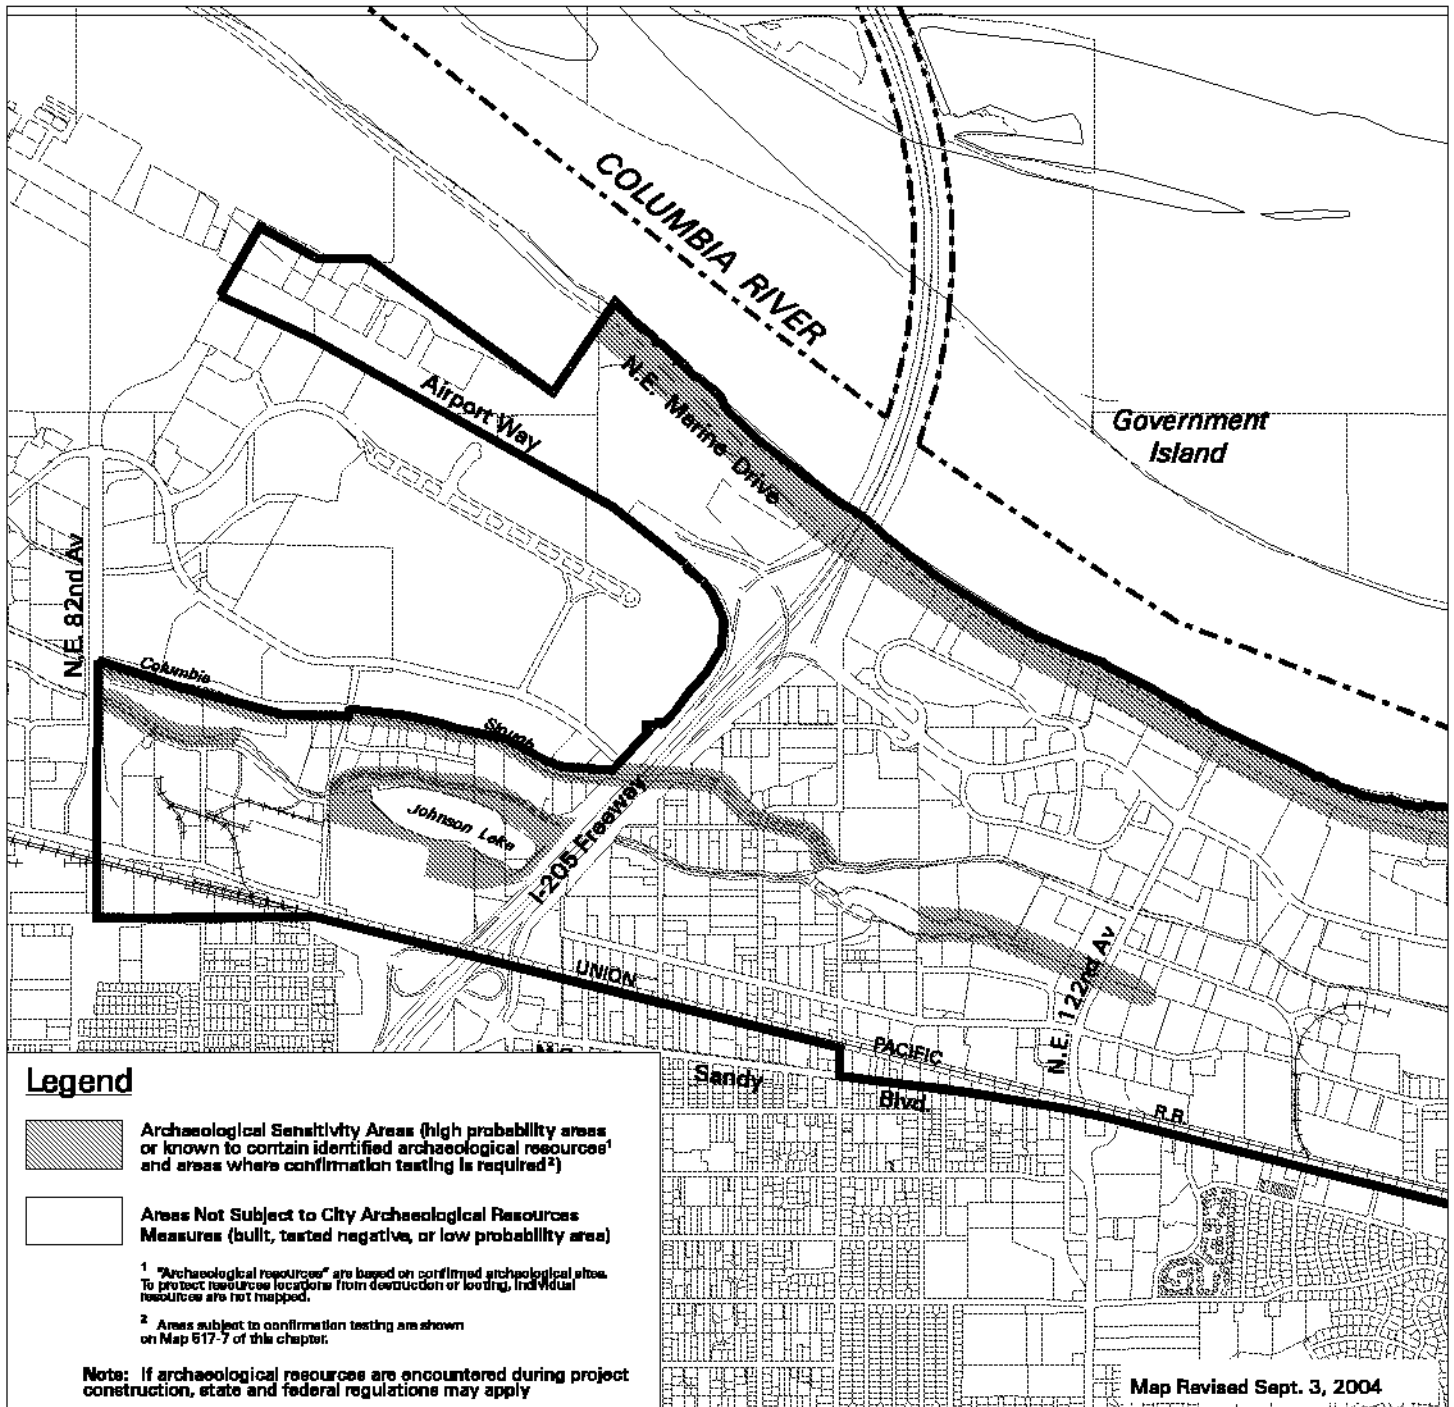 COLUMBIA RIVER
N.E. Marine Drive
Airport Way
Government
Island
N.E. 82nd Av
Columbia
Slough
Johnson Lake
I-205 Freeway
N.E. 122nd Av
UNION
PACIFIC
R.R.
Sandy
Blvd.
Legend
Archaeological Sensitivity Areas (high probability areas
or known to contain identified archaeological resources¹
and areas where confirmation testing is required²)
Areas Not Subject to City Archaeological Resources
Measures (built, tested negative, or low probability area)
¹ "Archaeological resources" are based on confirmed archeological sites.
To protect resources locations from destruction or looting, individual
resources are not mapped.
² Areas subject to confirmation testing are shown
on Map 517-7 of this chapter.
Note: If archaeological resources are encountered during project
construction, state and federal regulations may apply
Map Revised Sept. 3, 2004